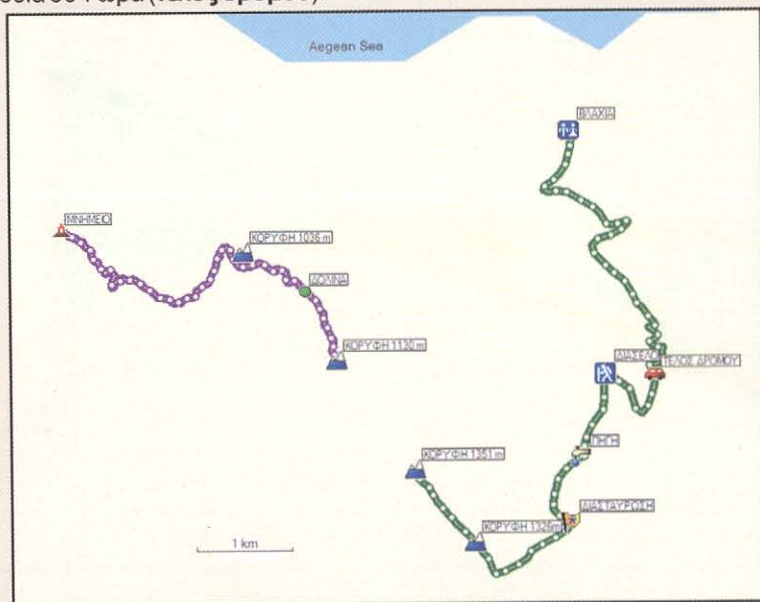 Aegean Sea
ΒΛΑΧΙΑ
ΜΝΗΜΕΙΟ
ΚΟΡΥΦΗ 1036 m
ΔΟΛΙΝΑ
ΚΟΡΥΦΗ 1130 m
ΔΙΑΣΕΛΟ
ΤΕΛΟΣ ΔΡΟΜΟΥ
ΠΗΓΗ
ΚΟΡΥΦΗ 1351 m
ΔΙΑΣΤΑΥΡΩΣΗ
ΚΟΡΥΦΗ 1325m
1 km